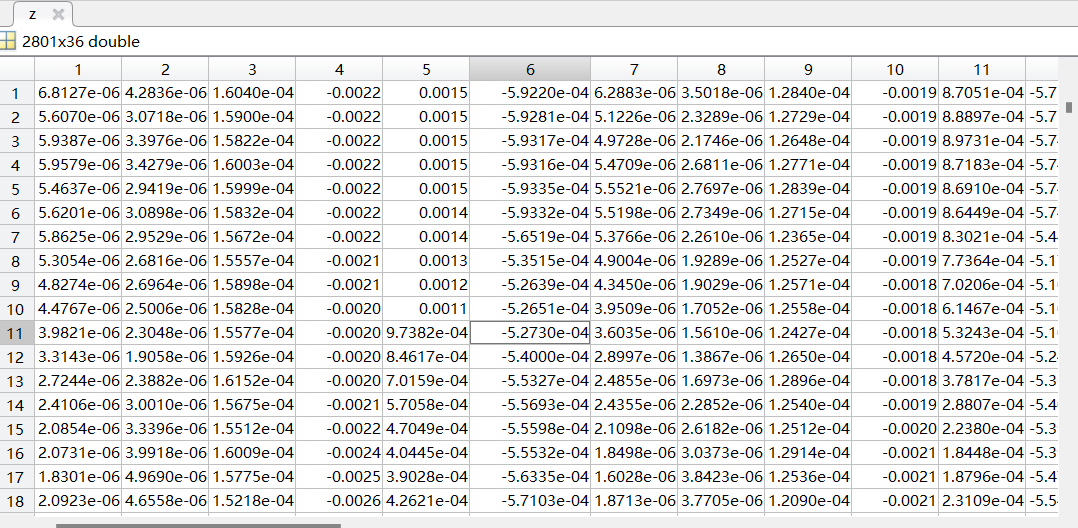 z
2801x36 double
1 2 3 4 5 6 7 8 9 10 11
1 6.8127e-06 4.2836e-06 1.6040e-04 -0.0022 0.0015 -5.9220e-04 6.2883e-06 3.5018e-06 1.2840e-04 -0.0019 8.7051e-04 -5.7
2 5.6070e-06 3.0718e-06 1.5900e-04 -0.0022 0.0015 -5.9281e-04 5.1226e-06 2.3289e-06 1.2729e-04 -0.0019 8.8897e-04 -5.7
3 5.9387e-06 3.3976e-06 1.5822e-04 -0.0022 0.0015 -5.9317e-04 4.9728e-06 2.1746e-06 1.2648e-04 -0.0019 8.9731e-04 -5.7
4 5.9579e-06 3.4279e-06 1.6003e-04 -0.0022 0.0015 -5.9316e-04 5.4709e-06 2.6811e-06 1.2771e-04 -0.0019 8.7183e-04 -5.7
5 5.4637e-06 2.9419e-06 1.5999e-04 -0.0022 0.0015 -5.9335e-04 5.5521e-06 2.7697e-06 1.2839e-04 -0.0019 8.6910e-04 -5.7
6 5.6201e-06 3.0898e-06 1.5832e-04 -0.0022 0.0014 -5.9332e-04 5.5198e-06 2.7349e-06 1.2715e-04 -0.0019 8.6449e-04 -5.7
7 5.8625e-06 2.9529e-06 1.5672e-04 -0.0022 0.0014 -5.6519e-04 5.3766e-06 2.2610e-06 1.2365e-04 -0.0019 8.3021e-04 -5.4
8 5.3054e-06 2.6816e-06 1.5557e-04 -0.0021 0.0013 -5.3515e-04 4.9004e-06 1.9289e-06 1.2527e-04 -0.0019 7.7364e-04 -5.1
9 4.8274e-06 2.6964e-06 1.5898e-04 -0.0021 0.0012 -5.2639e-04 4.3450e-06 1.9029e-06 1.2571e-04 -0.0018 7.0206e-04 -5.1
10 4.4767e-06 2.5006e-06 1.5828e-04 -0.0020 0.0011 -5.2651e-04 3.9509e-06 1.7052e-06 1.2558e-04 -0.0018 6.1467e-04 -5.1
11 3.9821e-06 2.3048e-06 1.5577e-04 -0.0020 9.7382e-04 -5.2730e-04 3.6035e-06 1.5610e-06 1.2427e-04 -0.0018 5.3243e-04 -5.1
12 3.3143e-06 1.9058e-06 1.5926e-04 -0.0020 8.4617e-04 -5.4000e-04 2.8997e-06 1.3867e-06 1.2650e-04 -0.0018 4.5720e-04 -5.2
13 2.7244e-06 2.3882e-06 1.6152e-04 -0.0020 7.0159e-04 -5.5327e-04 2.4855e-06 1.6973e-06 1.2896e-04 -0.0018 3.7817e-04 -5.3
14 2.4106e-06 3.0010e-06 1.5675e-04 -0.0021 5.7058e-04 -5.5693e-04 2.4355e-06 2.2852e-06 1.2540e-04 -0.0019 2.8807e-04 -5.4
15 2.0854e-06 3.3396e-06 1.5512e-04 -0.0022 4.7049e-04 -5.5598e-04 2.1098e-06 2.6182e-06 1.2512e-04 -0.0020 2.2380e-04 -5.3
16 2.0731e-06 3.9918e-06 1.6009e-04 -0.0024 4.0445e-04 -5.5532e-04 1.8498e-06 3.0373e-06 1.2914e-04 -0.0021 1.8448e-04 -5.3
17 1.8301e-06 4.9690e-06 1.5775e-04 -0.0025 3.9028e-04 -5.6335e-04 1.6028e-06 3.8423e-06 1.2536e-04 -0.0021 1.8796e-04 -5.4
18 2.0923e-06 4.6558e-06 1.5218e-04 -0.0026 4.2621e-04 -5.7103e-04 1.8713e-06 3.7705e-06 1.2090e-04 -0.0021 2.3109e-04 -5.5